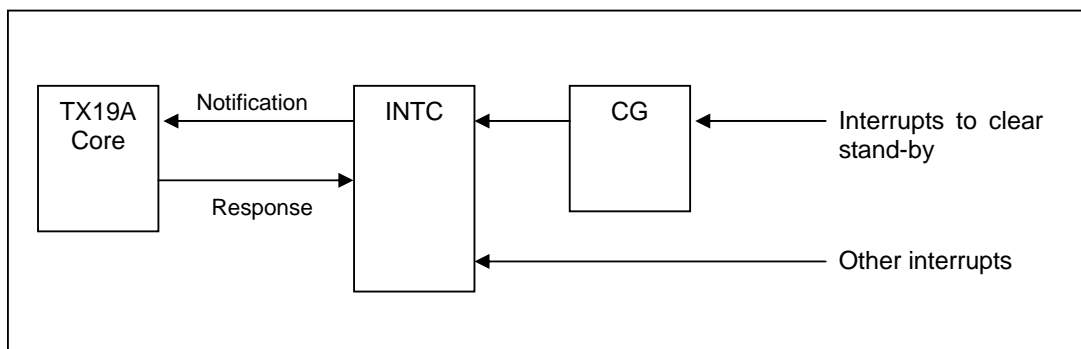 TX19A
Core
Notification
Response
INTC
CG
Interrupts to clear
stand-by
Other interrupts